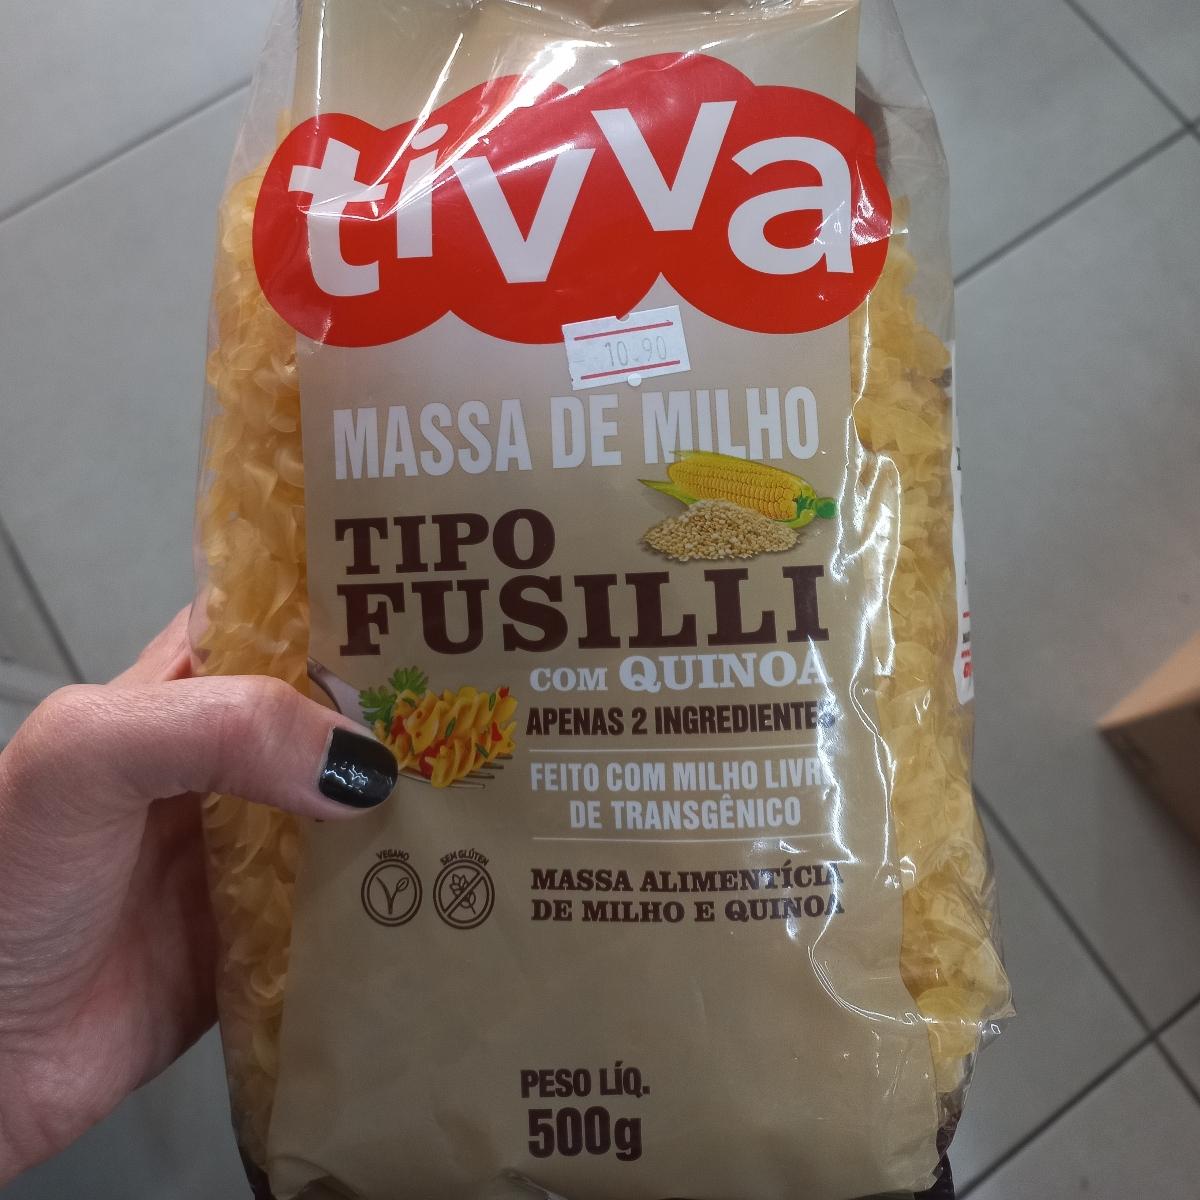 tivva
10.90
MASSA DE MILHO
TIPO
FUSILLI
COM QUINOA
APENAS 2 INGREDIENTES
FEITO COM MILHO LIVRE
DE TRANSGÊNICO
VEGANO
SEM GLÚTEN
MASSA ALIMENTÍCIA
DE MILHO E QUINOA
PESO LÍQ.
500g